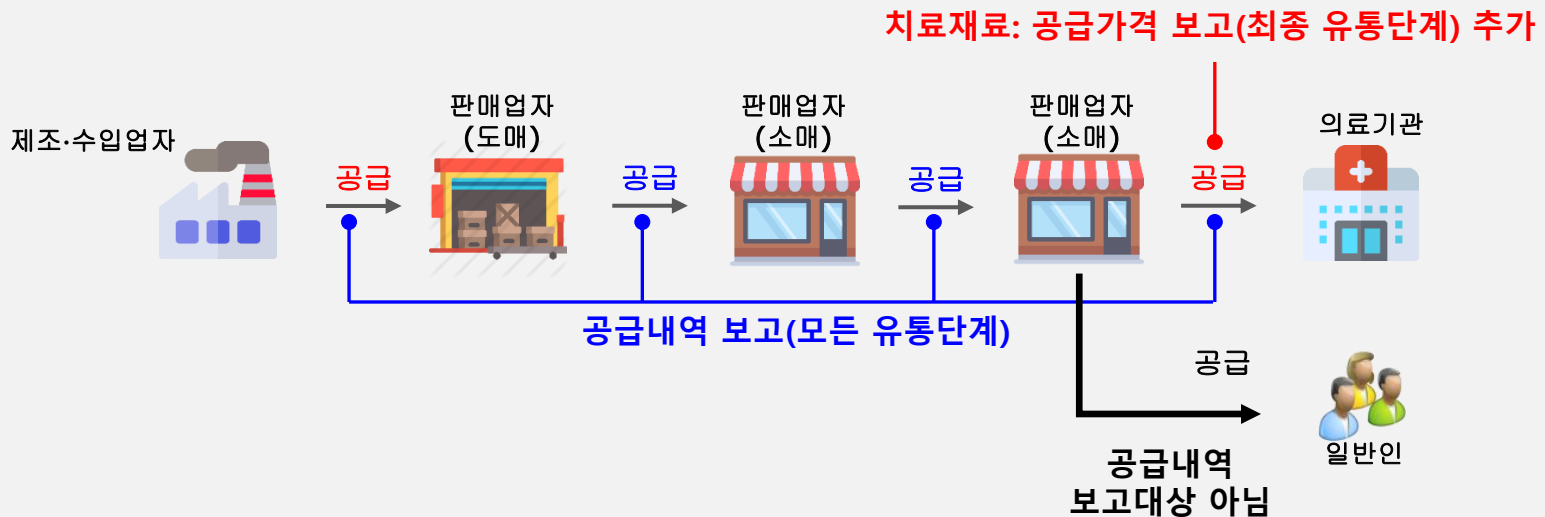 치료재료: 공급가격 보고(최종 유통단계) 추가
제조·수입업자
판매업자
(도매)
판매업자
(소매)
판매업자
(소매)
의료기관
공급
공급
공급
공급
공급내역 보고(모든 유통단계)
공급
일반인
공급내역
보고대상 아님